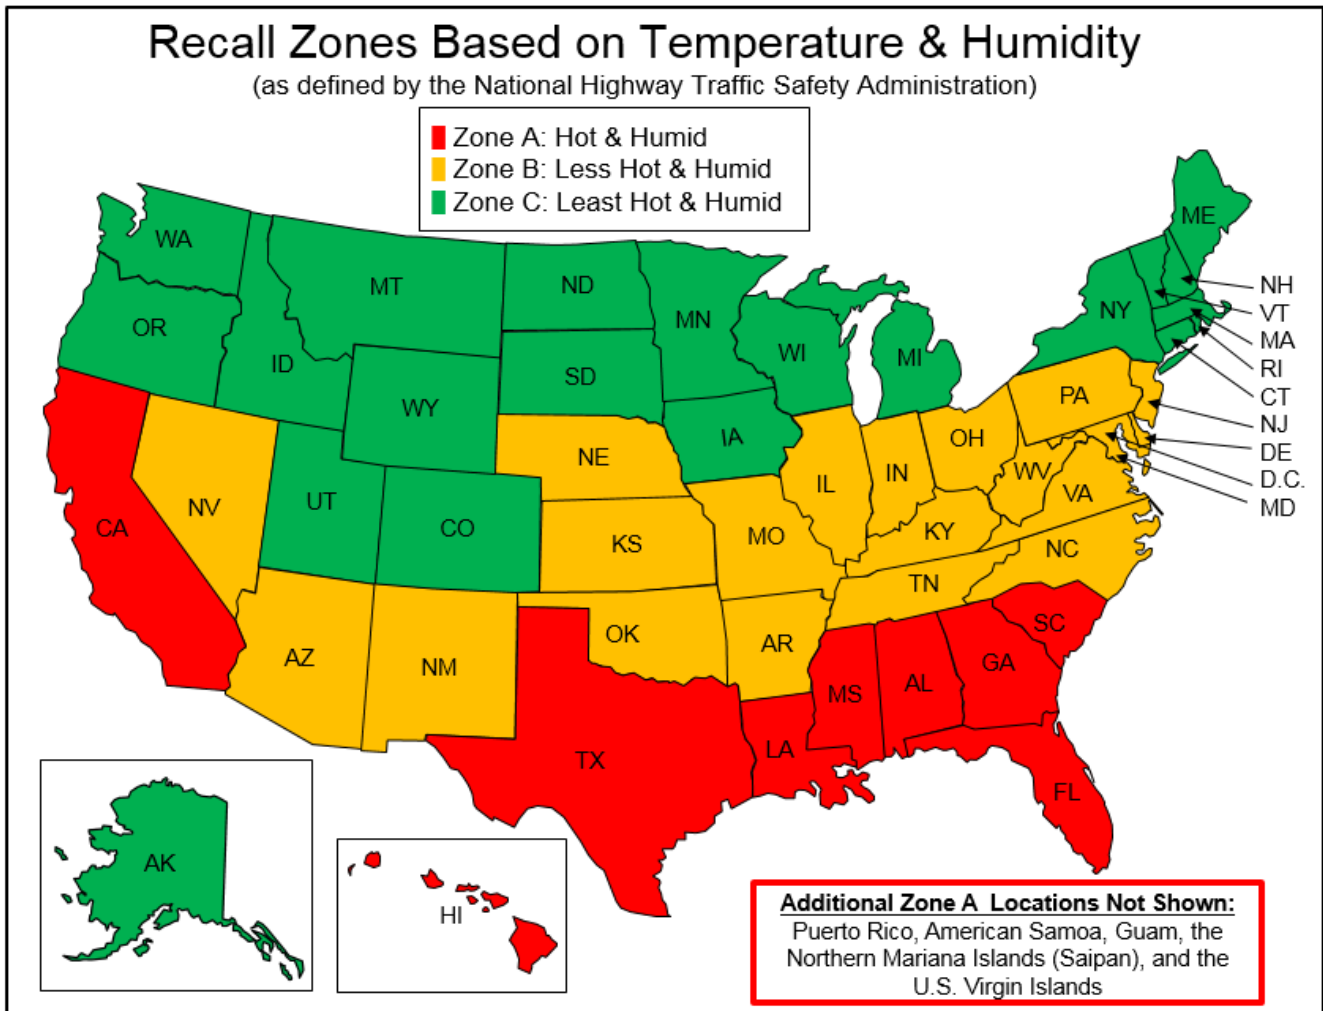 Recall Zones Based on Temperature & Humidity
(as defined by the National Highway Traffic Safety Administration)
Zone A: Hot & Humid
Zone B: Less Hot & Humid
Zone C: Least Hot & Humid
WA
OR
ID
MT
WY
ND
SD
MN
WI
MI
IA
NY
ME
NH
VT
MA
RI
CT
NJ
DE
D.C.
MD
CA
NV
UT
CO
NE
KS
MO
IL
IN
OH
PA
WV
VA
KY
NC
TN
AZ
NM
OK
AR
TX
LA
MS
AL
GA
SC
FL
AK
HI
Additional Zone A Locations Not Shown:
Puerto Rico, American Samoa, Guam, the
Northern Mariana Islands (Saipan), and the
U.S. Virgin Islands